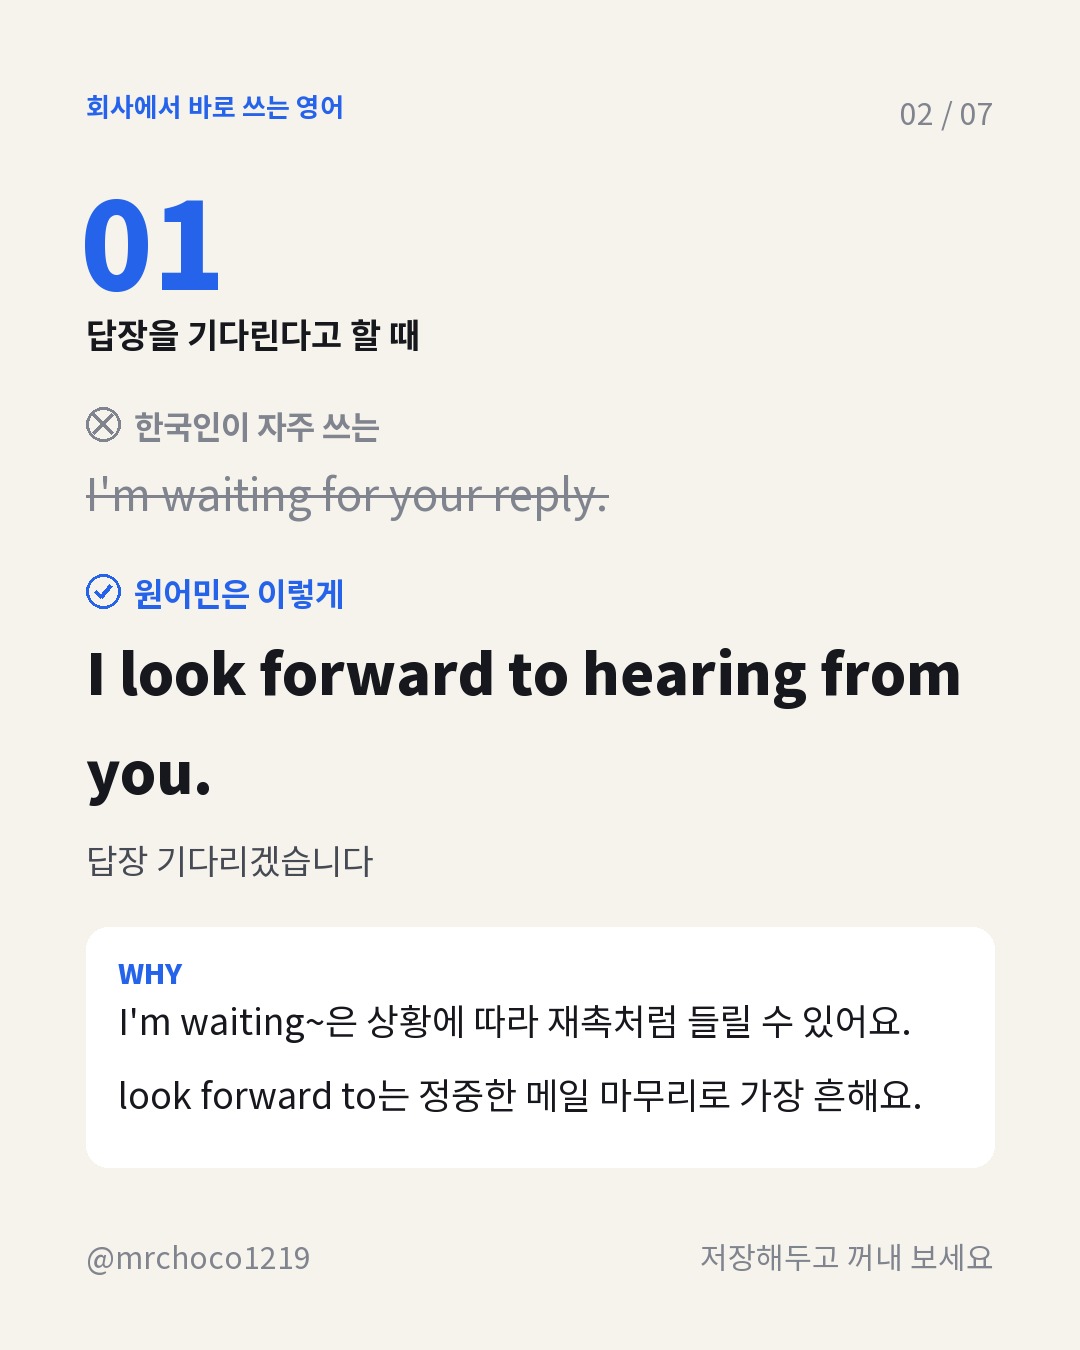 회사에서 바로 쓰는 영어
02 / 07
01
답장을 기다린다고 할 때
한국인이 자주 쓰는
I'm waiting for your reply.
원어민은 이렇게
I look forward to hearing from
you.
답장 기다리겠습니다
WHY
I'm waiting~은 상황에 따라 재촉처럼 들릴 수 있어요.
look forward to는 정중한 메일 마무리로 가장 흔해요.
@mrchoco1219
저장해두고 꺼내 보세요